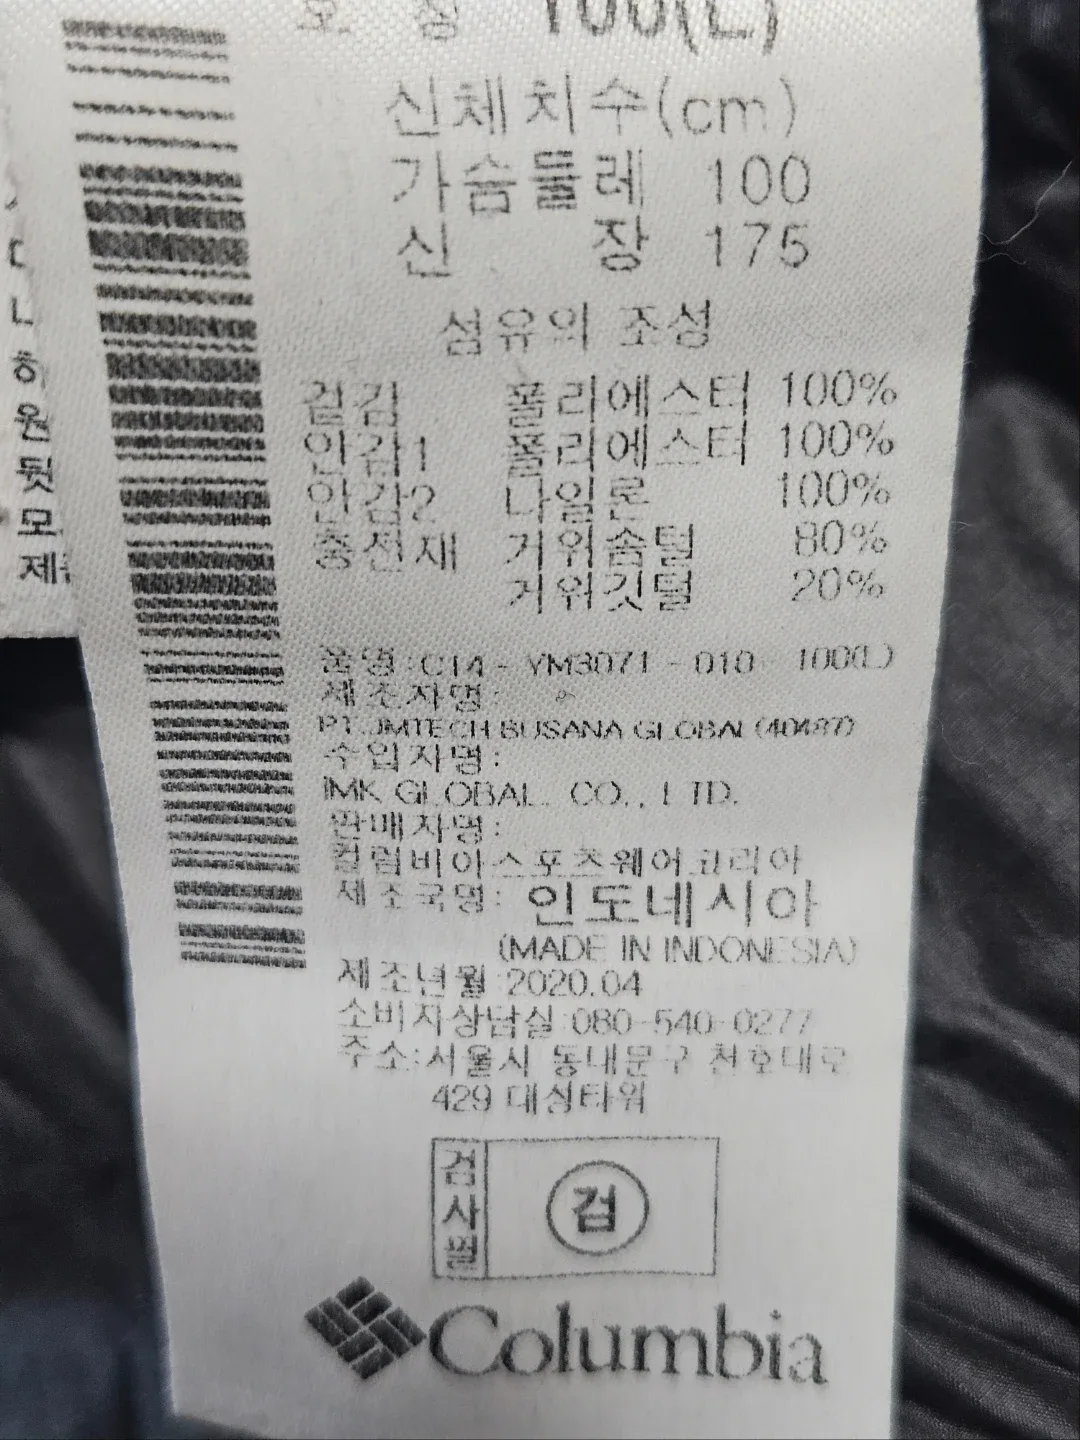 호 칭 100(L)
신체치수(cm)
가슴둘레 100
신 장 175
섬유의 조성
겉감 폴리에스터 100%
안감1 폴리에스터 100%
안감2 나일론 100%
충전재 거위솜털 80%
거위깃털 20%
품명:C14 - YM3071 - 010 100(L)
제조자명:
PT.JMTECH BUSANA GLOBAL (40487)
수입자명:
IMK GLOBAL. CO., LTD.
판매자명:
컬럼비아스포츠웨어코리아
제조국명: 인도네시아
(MADE IN INDONESIA)
제조년월:2020.04
소비자상담실:080-540-0277
주소:서울시 동대문구 천호대로
429 대싱타워
검사필
검
Columbia
원
뒷
모